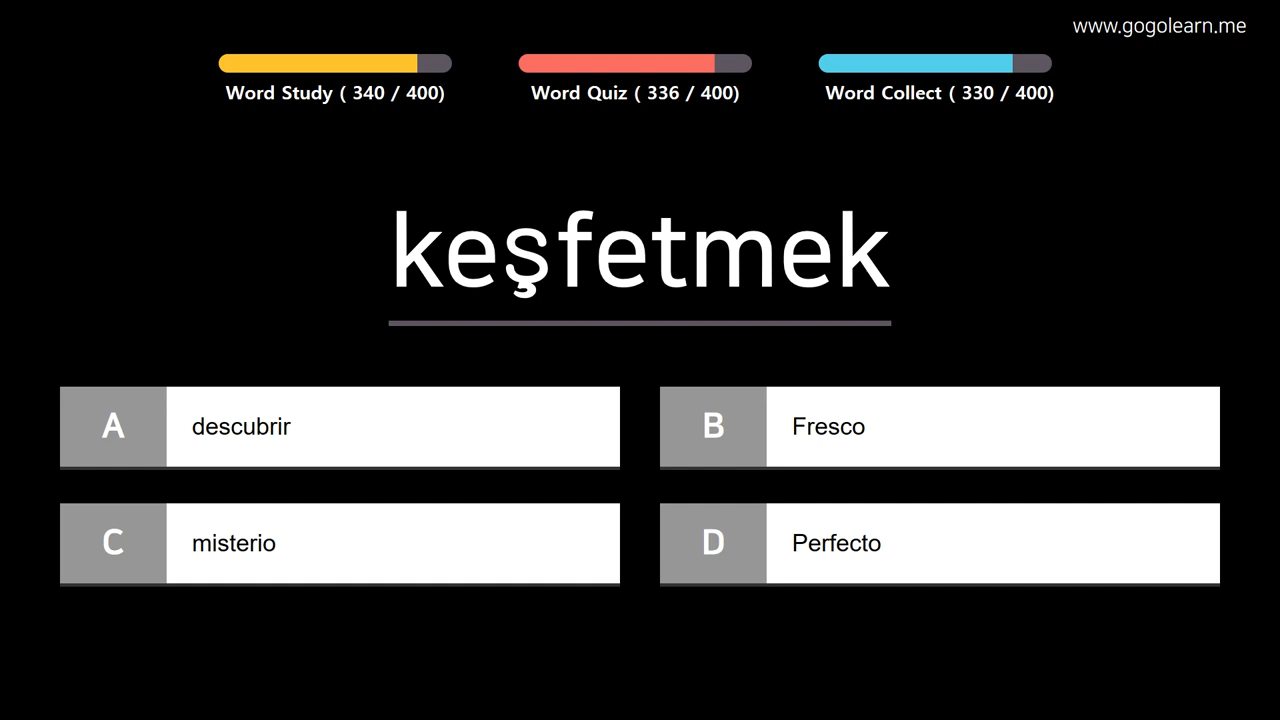 www.gogolearn.me
Word Study ( 340 / 400)
Word Quiz ( 336 / 400)
Word Collect ( 330 / 400)
keşfetmek
A descubrir
B Fresco
C misterio
D Perfecto